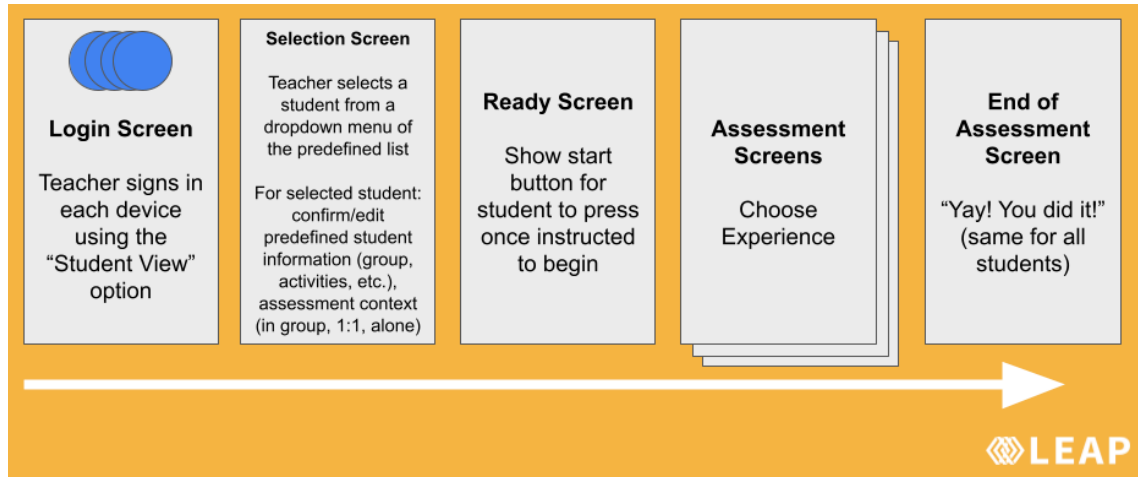 Login Screen
Teacher signs in
each device
using the
“Student View”
option
Selection Screen
Teacher selects a
student from a
dropdown menu of
the predefined list
For selected student:
confirm/edit
predefined student
information (group,
activities, etc.),
assessment context
(in group, 1:1, alone)
Ready Screen
Show start
button for
student to press
once instructed
to begin
Assessment
Screens
Choose
Experience
End of
Assessment
Screen
“Yay! You did it!”
(same for all
students)
LEAP